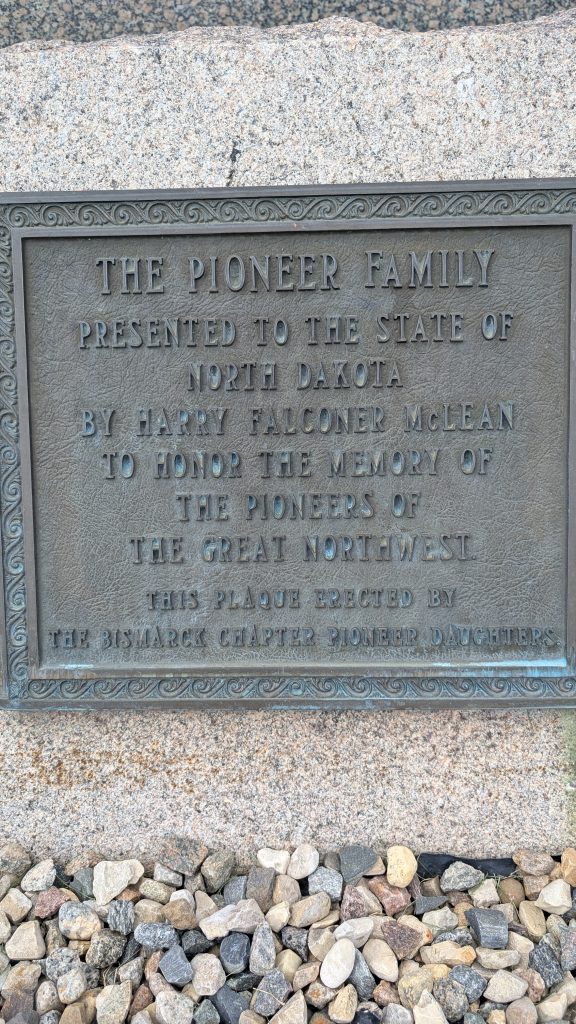 THE PIONEER FAMILY
PRESENTED TO THE STATE OF
NORTH DAKOTA
BY HARRY FALCONER McLEAN
TO HONOR THE MEMORY OF
THE PIONEERS OF
THE GREAT NORTHWEST.
THIS PLAQUE ERECTED BY
THE BISMARCK CHAPTER PIONEER DAUGHTERS.